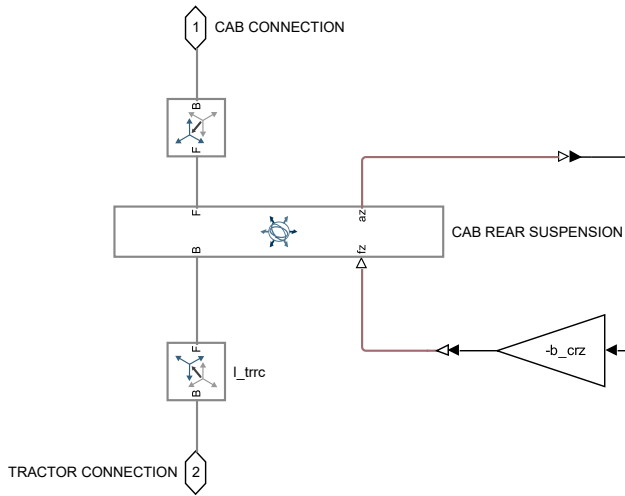 1 CAB CONNECTION
B
F
F
az
CAB REAR SUSPENSION
B
fz
-b_crz
F
l_trrc
B
TRACTOR CONNECTION 2